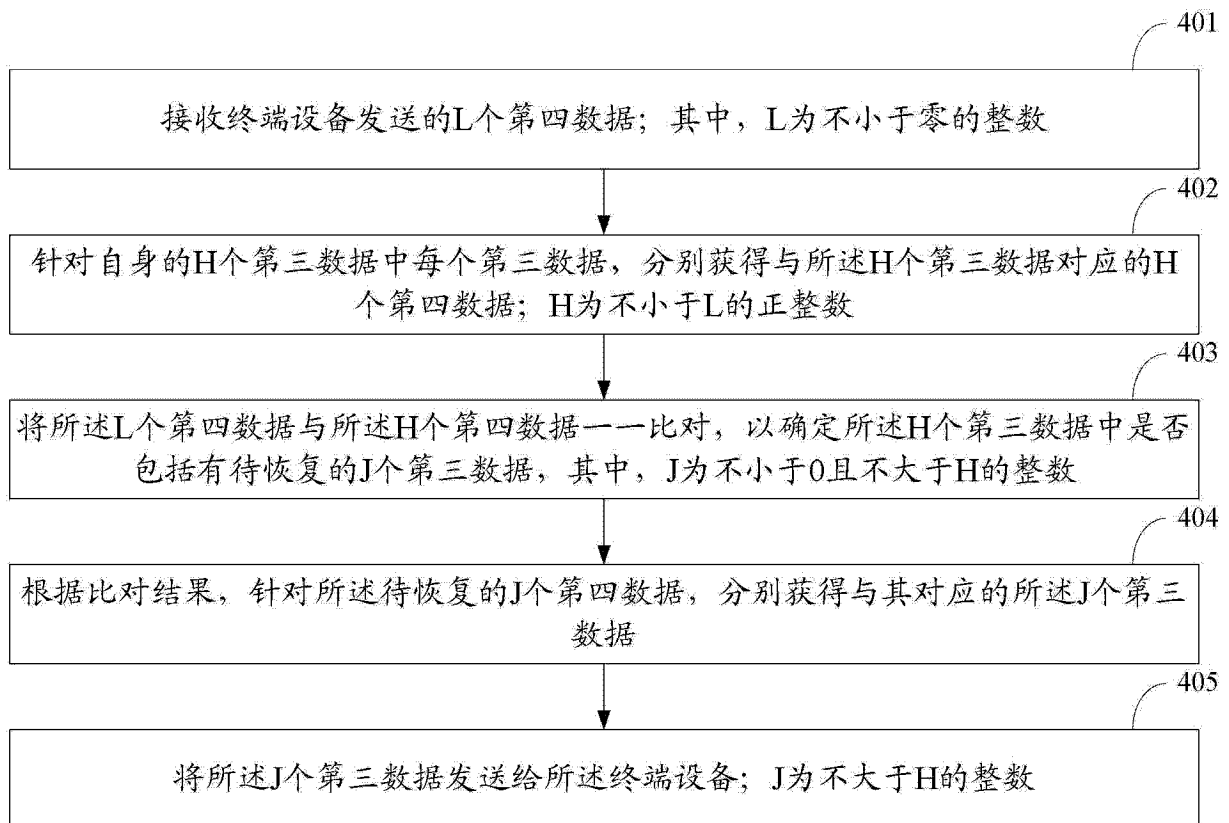 401
接收终端设备发送的L个第四数据；其中，L为不小于零的整数
402
针对自身的H个第三数据中每个第三数据，分别获得与所述H个第三数据对应的H
个第四数据；H为不小于L的正整数
403
将所述L个第四数据与所述H个第四数据一一比对，以确定所述H个第三数据中是否
包括有待恢复的J个第三数据，其中，J为不小于0且不大于H的整数
404
根据比对结果，针对所述待恢复的J个第四数据，分别获得与其对应的所述J个第三
数据
405
将所述J个第三数据发送给所述终端设备；J为不大于H的整数